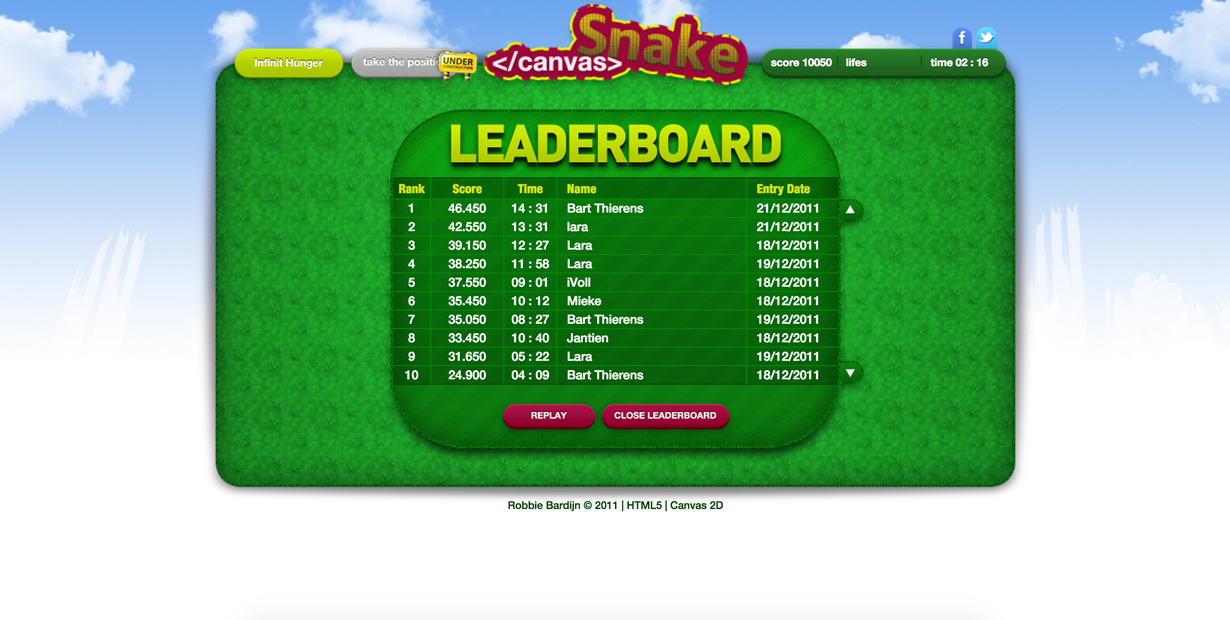 Snake
</canvas>
Infinit Hunger
take the positi
UNDER
CONSTRUCTION
score 10050 lifes time 02 : 16
LEADERBOARD
Rank Score Time Name Entry Date
1 46.450 14 : 31 Bart Thierens 21/12/2011
2 42.550 13 : 31 lara 21/12/2011
3 39.150 12 : 27 Lara 18/12/2011
4 38.250 11 : 58 Lara 19/12/2011
5 37.550 09 : 01 iVoll 18/12/2011
6 35.450 10 : 12 Mieke 18/12/2011
7 35.050 08 : 27 Bart Thierens 19/12/2011
8 33.450 10 : 40 Jantien 18/12/2011
9 31.650 05 : 22 Lara 19/12/2011
10 24.900 04 : 09 Bart Thierens 18/12/2011
REPLAY CLOSE LEADERBOARD
Robbie Bardijn © 2011 | HTML5 | Canvas 2D